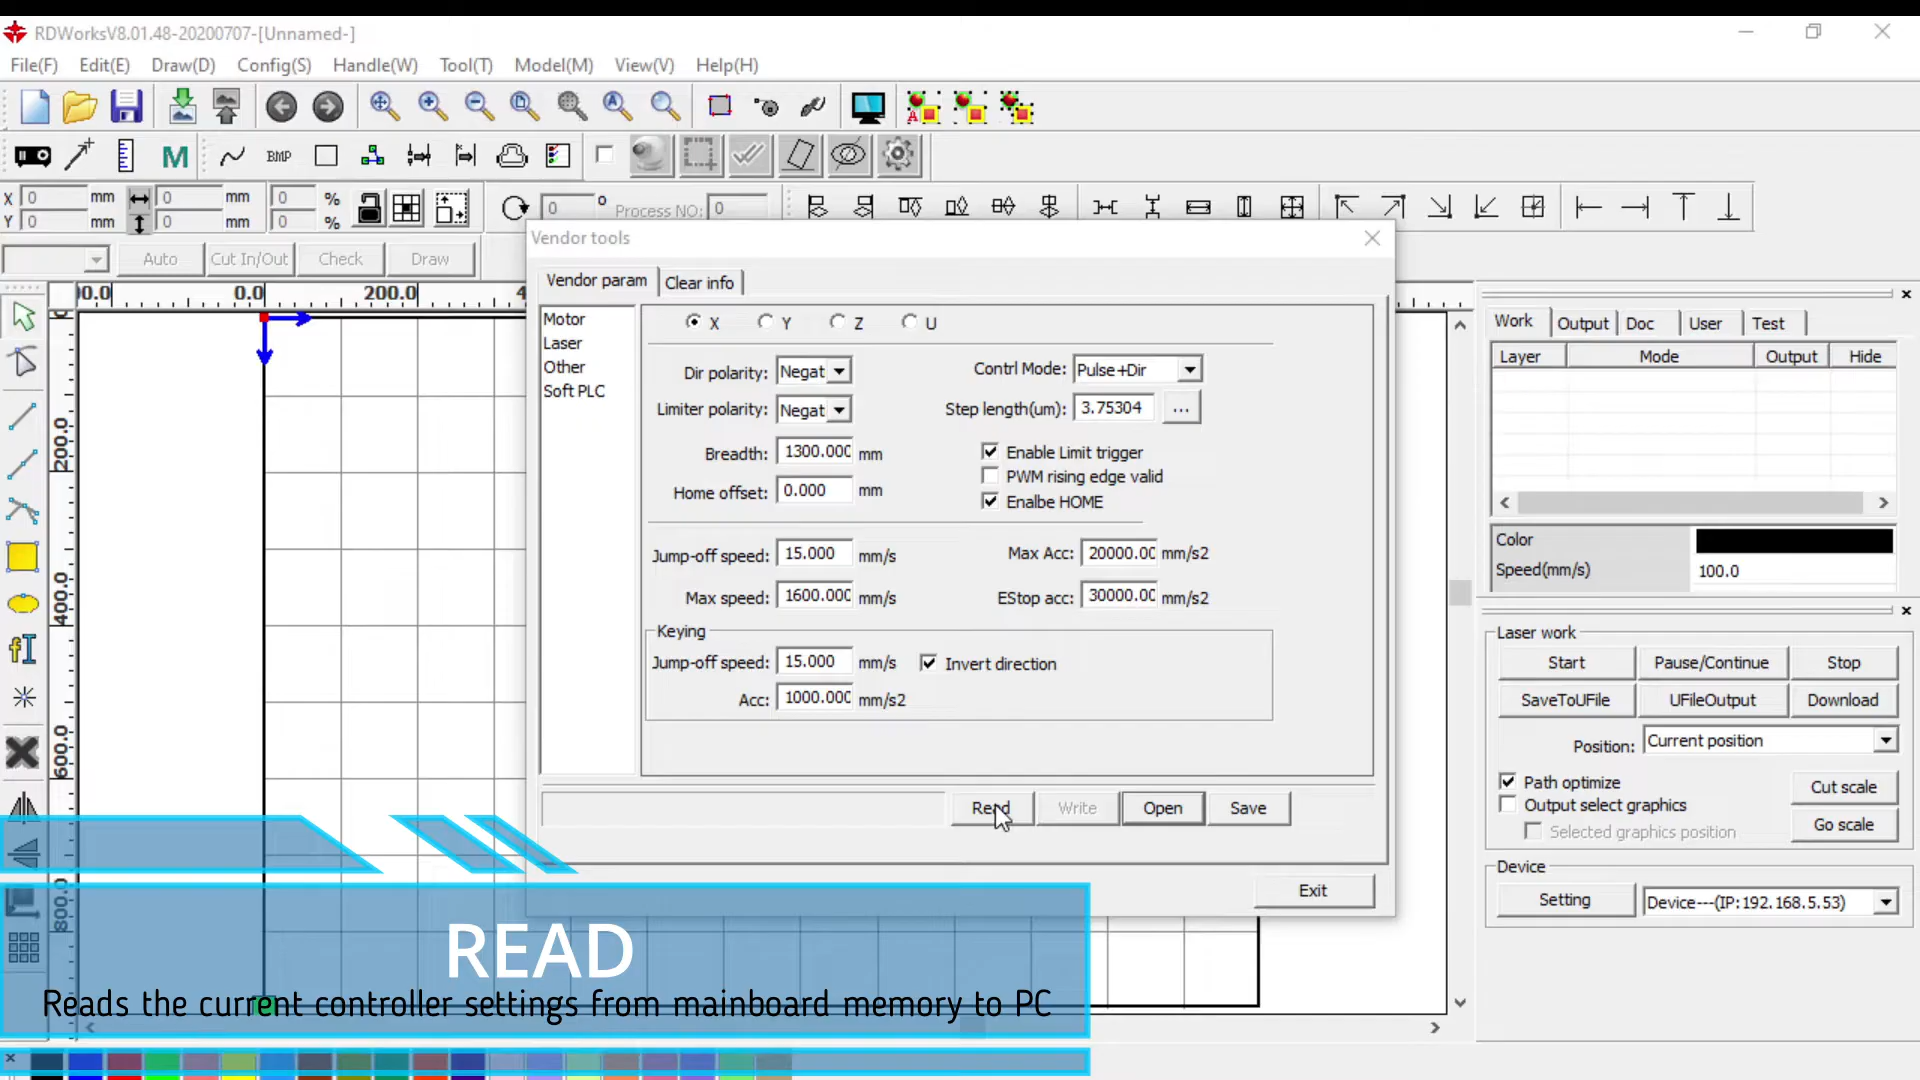 RDWorksV8.01.48-20200707-[Unnamed-]
File(F) Edit(E) Draw(D) Config(S) Handle(W) Tool(T) Model(M) View(V) Help(H)
BMP
X 0 mm 0 mm 0 %
Y 0 mm 0 mm 0 %
0 ° Process NO: 0
Auto Cut In/Out Check Draw
0.0 200.0
200.0
400.0
600.0
800.0
Vendor tools
Vendor param Clear info
Motor
Laser
Other
Soft PLC
X Y Z U
Dir polarity: Negat Contrl Mode: Pulse+Dir
Limiter polarity: Negat Step length(um): 3.75304 ...
Breadth: 1300.000 mm Enable Limit trigger
PWM rising edge valid
Home offset: 0.000 mm Enalbe HOME
Jump-off speed: 15.000 mm/s Max Acc: 20000.00 mm/s2
Max speed: 1600.000 mm/s EStop acc: 30000.00 mm/s2
Keying
Jump-off speed: 15.000 mm/s Invert direction
Acc: 1000.000 mm/s2
Read Write Open Save
Exit
Work Output Doc User Test
Layer Mode Output Hide
Color
Speed(mm/s) 100.0
Laser work
Start Pause/Continue Stop
SaveToUFile UFileOutput Download
Position: Current position
Path optimize Cut scale
Output select graphics
Selected graphics position Go scale
Device
Setting Device---(IP:192.168.5.53)
READ
Reads the current controller settings from mainboard memory to PC